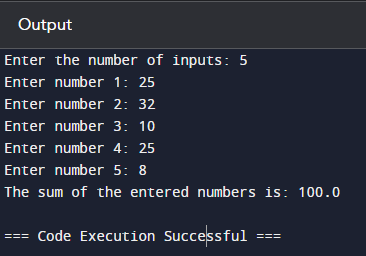 Output
Enter the number of inputs: 5
Enter number 1: 25
Enter number 2: 32
Enter number 3: 10
Enter number 4: 25
Enter number 5: 8
The sum of the entered numbers is: 100.0
=== Code Execution Successful ===